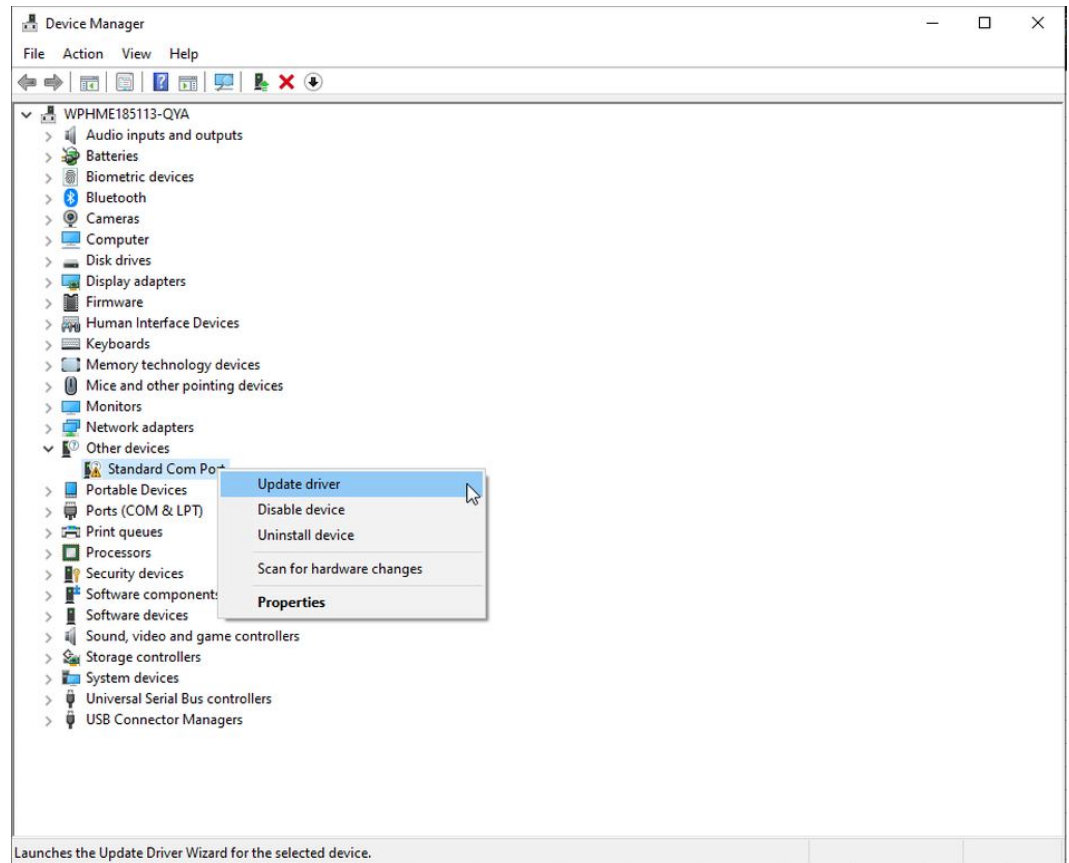 Device Manager
File Action View Help
WPHME185113-QYA
Audio inputs and outputs
Batteries
Biometric devices
Bluetooth
Cameras
Computer
Disk drives
Display adapters
Firmware
Human Interface Devices
Keyboards
Memory technology devices
Mice and other pointing devices
Monitors
Network adapters
Other devices
Standard Com Port
Portable Devices
Ports (COM & LPT)
Print queues
Processors
Security devices
Software components
Software devices
Sound, video and game controllers
Storage controllers
System devices
Universal Serial Bus controllers
USB Connector Managers
Update driver
Disable device
Uninstall device
Scan for hardware changes
Properties
Launches the Update Driver Wizard for the selected device.